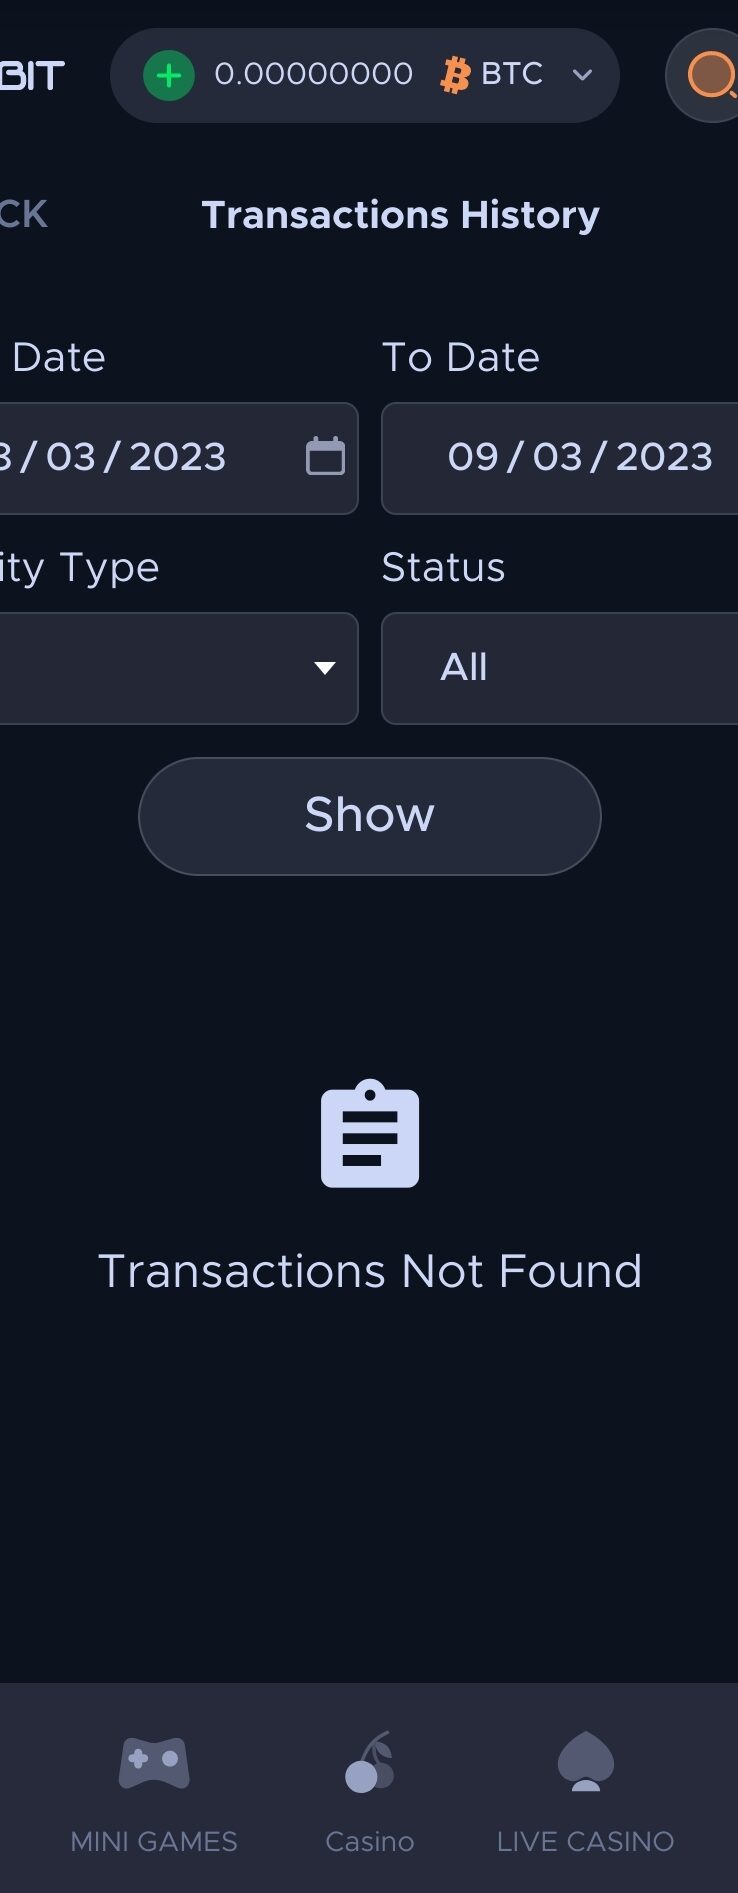 BIT 0.00000000 BTC
CK Transactions History
Date To Date
/ 03 / 2023 09 / 03 / 2023
ity Type Status
All
Show
Transactions Not Found
MINI GAMES Casino LIVE CASINO